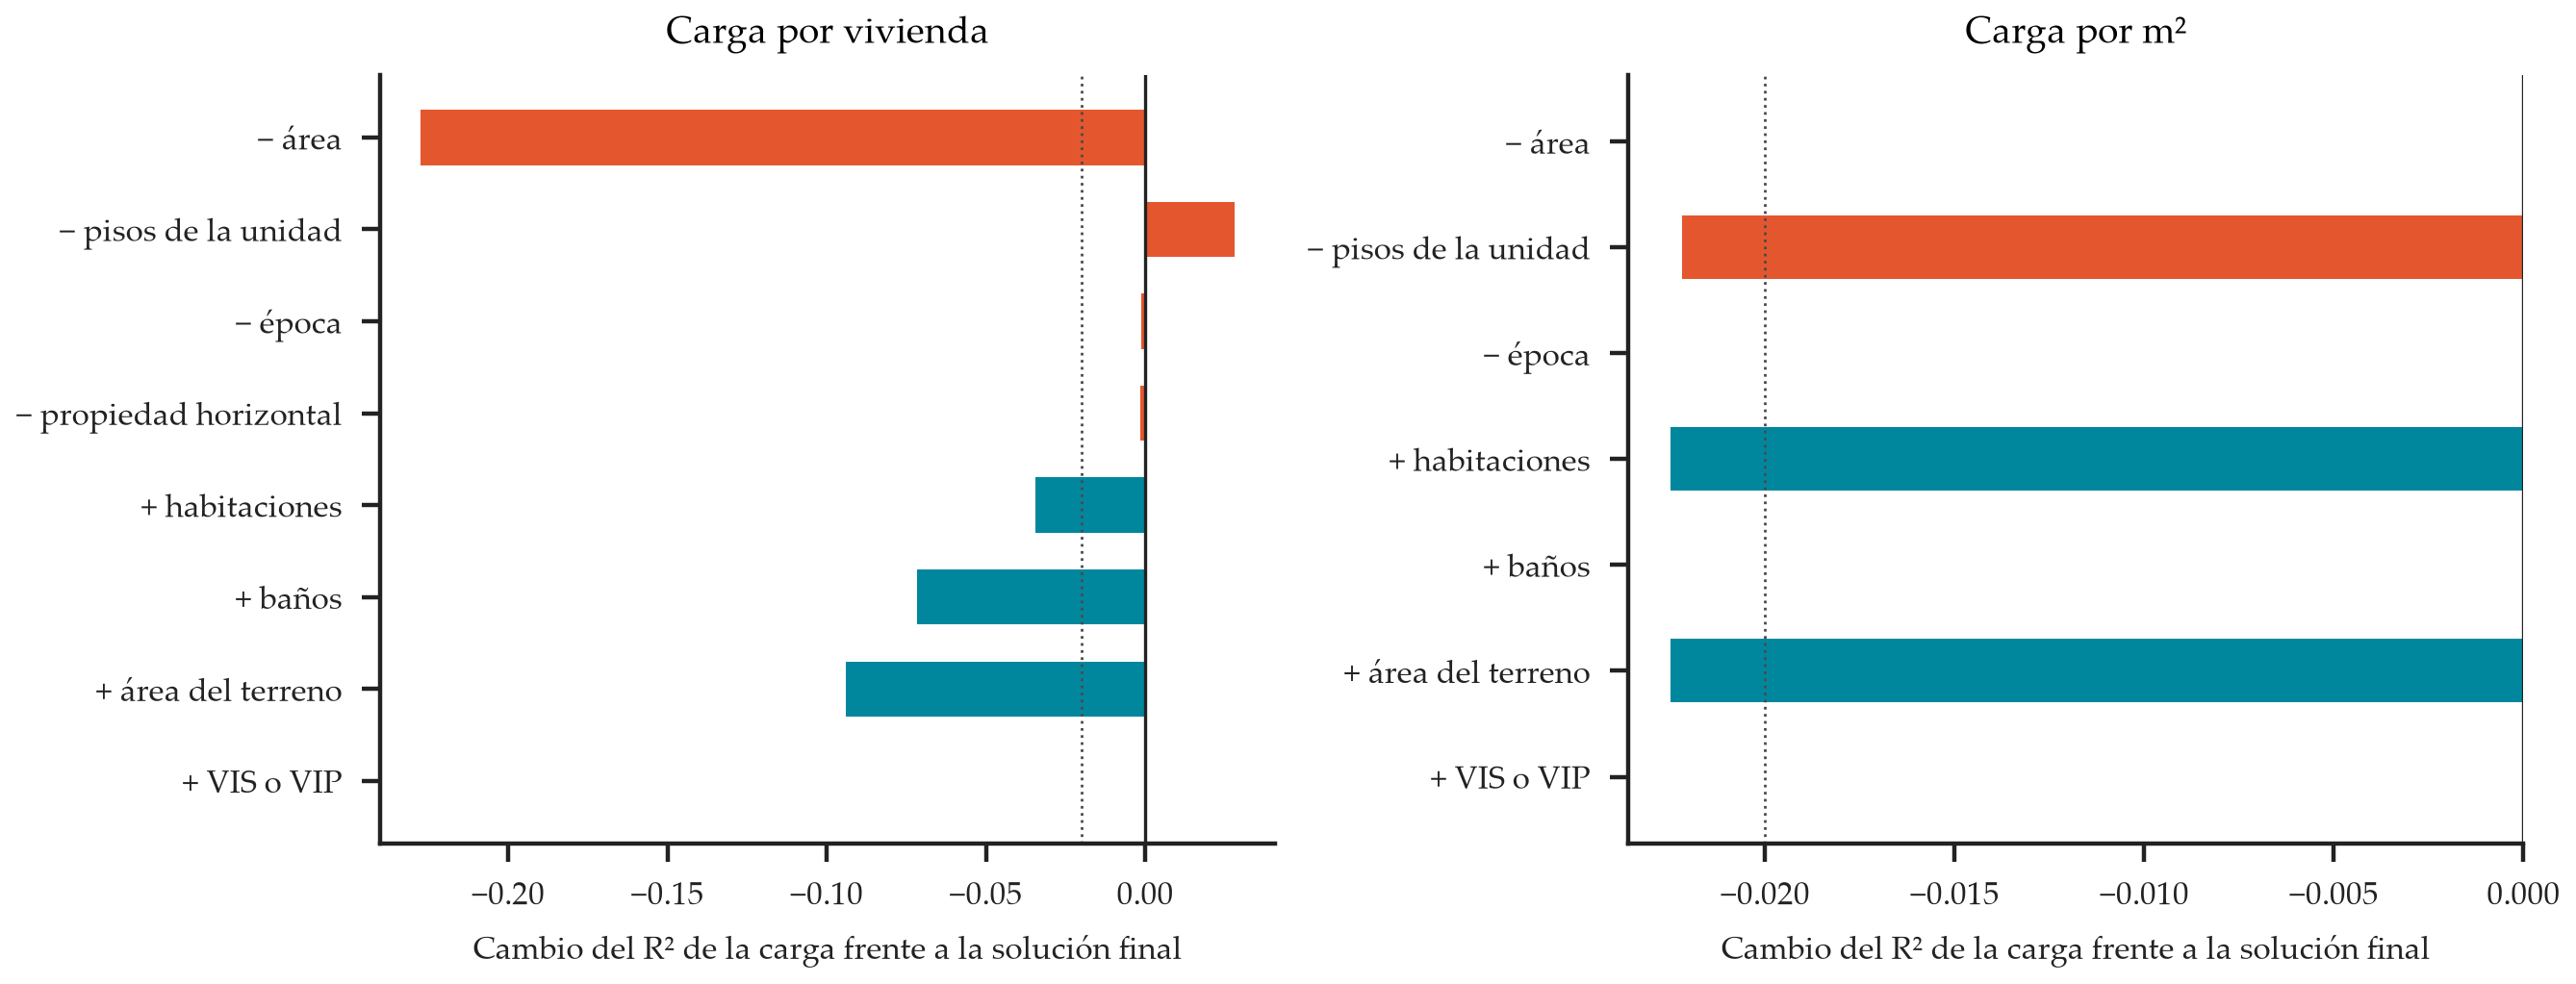 Carga por vivienda
− área
− pisos de la unidad
− época
− propiedad horizontal
+ habitaciones
+ baños
+ área del terreno
+ VIS o VIP
−0.20
−0.15
−0.10
−0.05
0.00
Cambio del R² de la carga frente a la solución final
Carga por m²
− área
− pisos de la unidad
− época
+ habitaciones
+ baños
+ área del terreno
+ VIS o VIP
−0.020
−0.015
−0.010
−0.005
0.000
Cambio del R² de la carga frente a la solución final